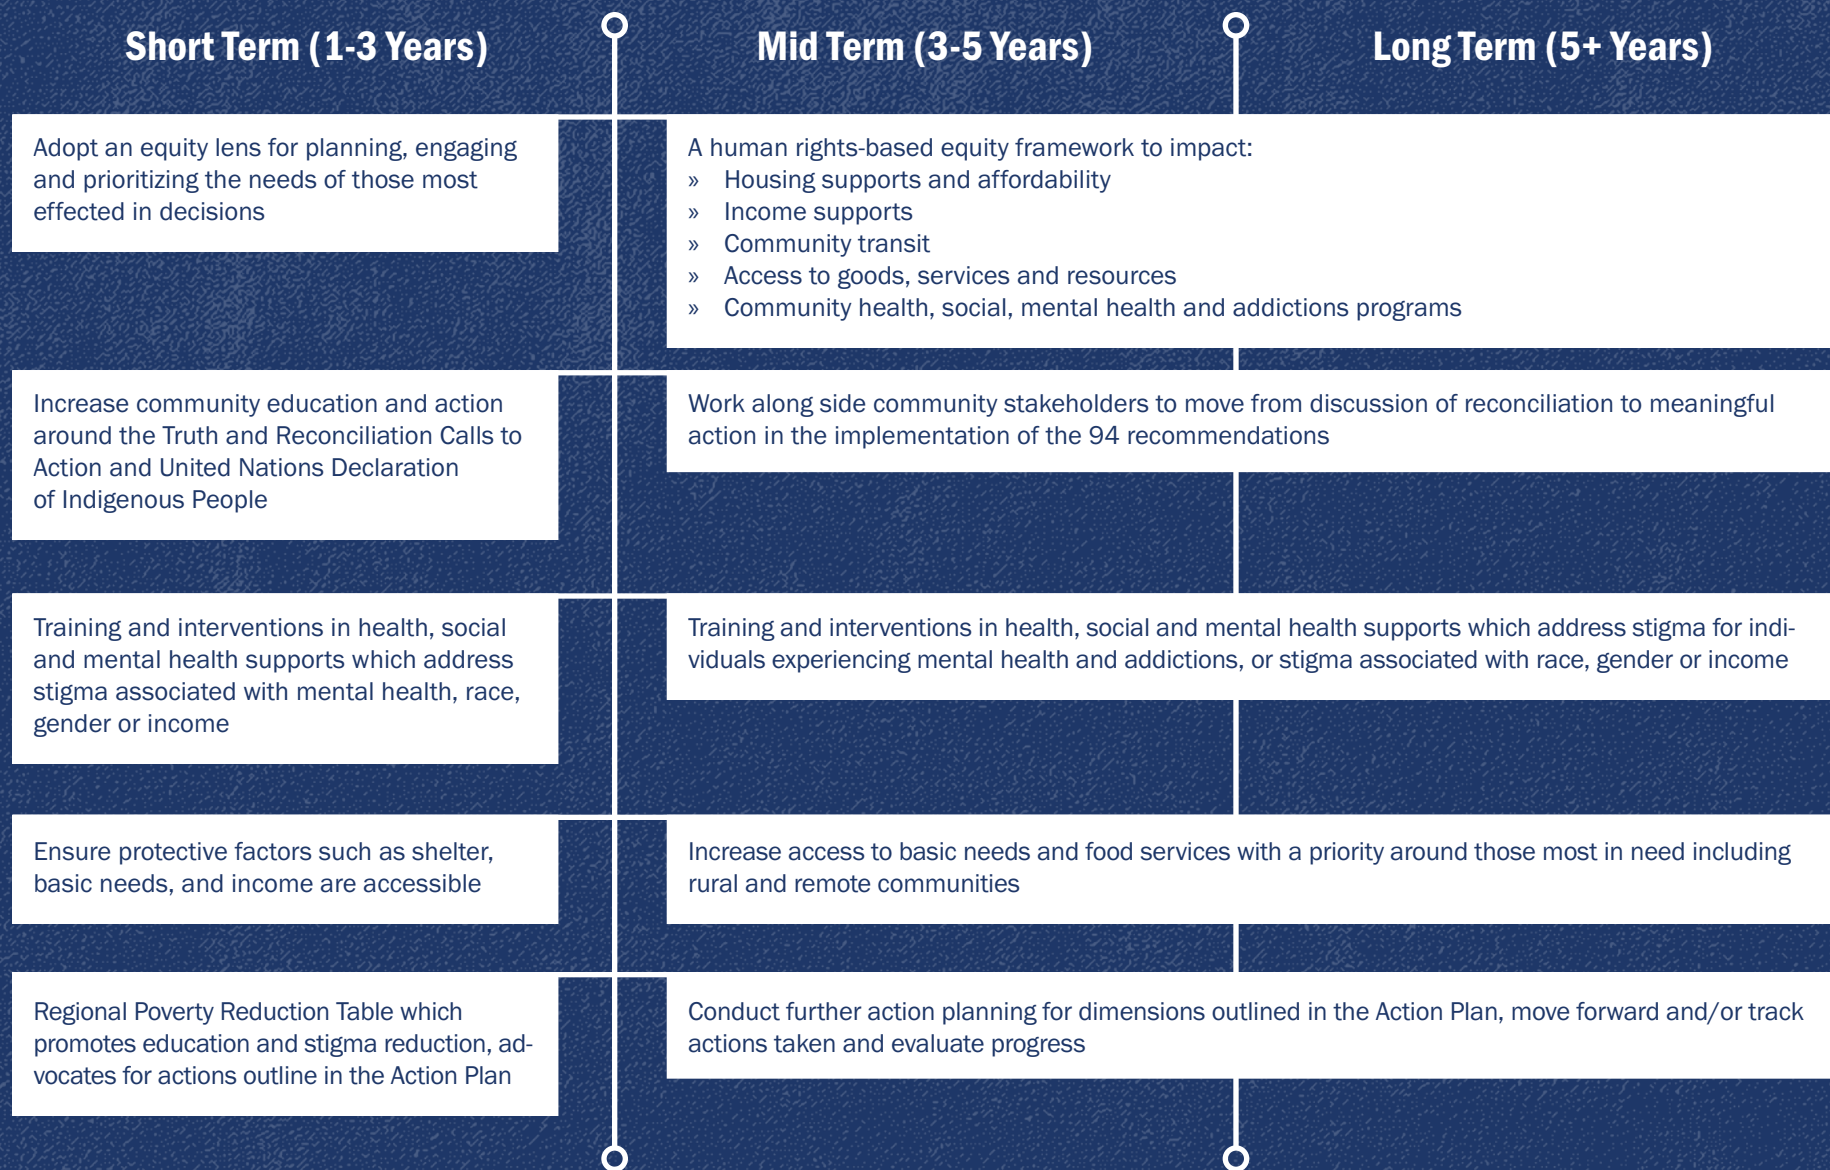 Short Term (1-3 Years)
Mid Term (3-5 Years)
Long Term (5+ Years)
Adopt an equity lens for planning, engaging
and prioritizing the needs of those most
effected in decisions
A human rights-based equity framework to impact:
» Housing supports and affordability
» Income supports
» Community transit
» Access to goods, services and resources
» Community health, social, mental health and addictions programs
Increase community education and action
around the Truth and Reconciliation Calls to
Action and United Nations Declaration
of Indigenous People
Work along side community stakeholders to move from discussion of reconciliation to meaningful
action in the implementation of the 94 recommendations
Training and interventions in health, social
and mental health supports which address
stigma associated with mental health, race,
gender or income
Training and interventions in health, social and mental health supports which address stigma for indi-
viduals experiencing mental health and addictions, or stigma associated with race, gender or income
Ensure protective factors such as shelter,
basic needs, and income are accessible
Increase access to basic needs and food services with a priority around those most in need including
rural and remote communities
Regional Poverty Reduction Table which
promotes education and stigma reduction, ad-
vocates for actions outline in the Action Plan
Conduct further action planning for dimensions outlined in the Action Plan, move forward and/or track
actions taken and evaluate progress